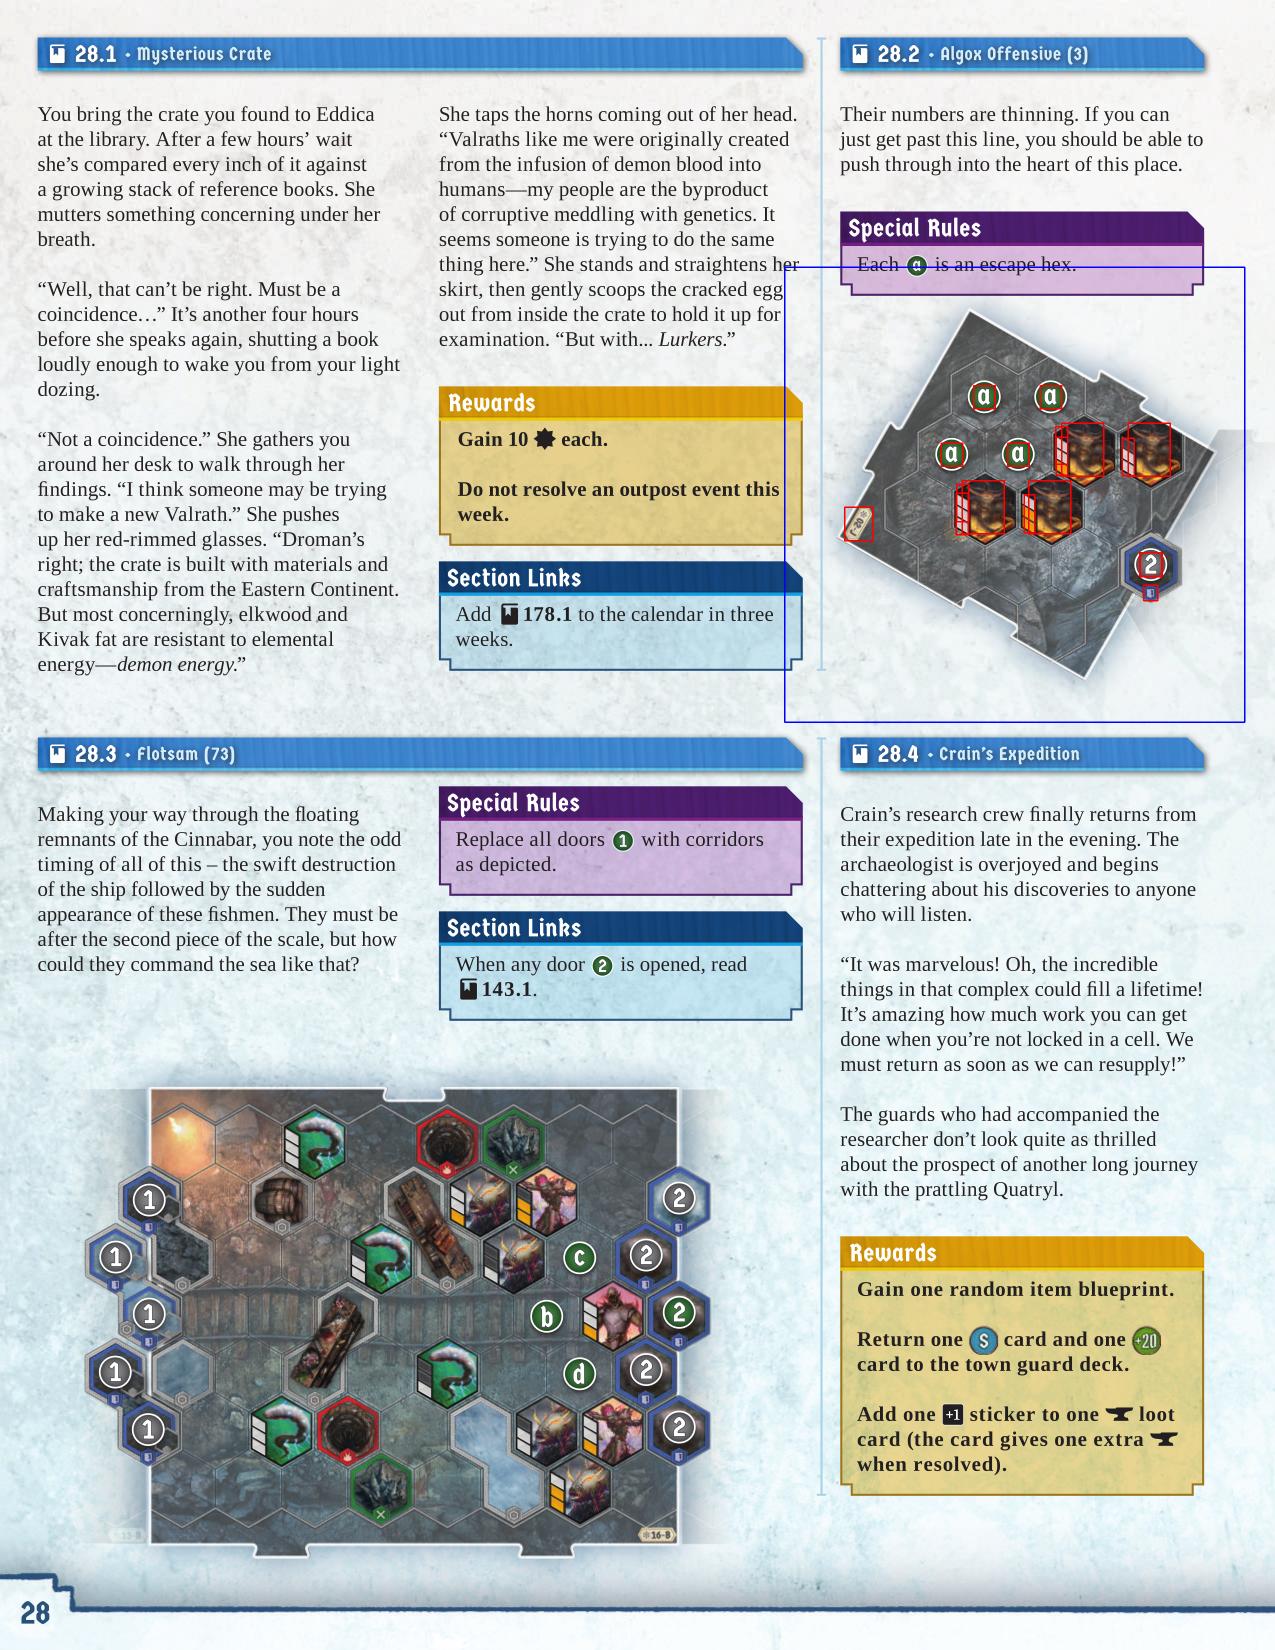 28.1 • Mysterious Crate
You bring the crate you found to Eddica
at the library. After a few hours’ wait
she’s compared every inch of it against
a growing stack of reference books. She
mutters something concerning under her
breath.
“Well, that can’t be right. Must be a
coincidence…” It’s another four hours
before she speaks again, shutting a book
loudly enough to wake you from your light
dozing.
“Not a coincidence.” She gathers you
around her desk to walk through her
findings. “I think someone may be trying
to make a new Valrath.” She pushes
up her red-rimmed glasses. “Droman’s
right; the crate is built with materials and
craftsmanship from the Eastern Continent.
But most concerningly, elkwood and
Kivak fat are resistant to elemental
energy—demon energy.”
She taps the horns coming out of her head.
“Valraths like me were originally created
from the infusion of demon blood into
humans—my people are the byproduct
of corruptive meddling with genetics. It
seems someone is trying to do the same
thing here.” She stands and straightens her
skirt, then gently scoops the cracked egg
out from inside the crate to hold it up for
examination. “But with... Lurkers.”
Rewards
Gain 10 each.
Do not resolve an outpost event this
week.
Section Links
Add 178.1 to the calendar in three
weeks.
28.2 • Algox Offensive (3)
Their numbers are thinning. If you can
just get past this line, you should be able to
push through into the heart of this place.
Special Rules
Each a is an escape hex.
a a
a a
2
28.3 • Flotsam (73)
Making your way through the floating
remnants of the Cinnabar, you note the odd
timing of all of this – the swift destruction
of the ship followed by the sudden
appearance of these fishmen. They must be
after the second piece of the scale, but how
could they command the sea like that?
Special Rules
Replace all doors 1 with corridors
as depicted.
Section Links
When any door 2 is opened, read
143.1.
1 2
1 c 2
1 b 2
1 d 2
1 2
16-B
28.4 • Crain’s Expedition
Crain’s research crew finally returns from
their expedition late in the evening. The
archaeologist is overjoyed and begins
chattering about his discoveries to anyone
who will listen.
“It was marvelous! Oh, the incredible
things in that complex could fill a lifetime!
It’s amazing how much work you can get
done when you’re not locked in a cell. We
must return as soon as we can resupply!”
The guards who had accompanied the
researcher don’t look quite as thrilled
about the prospect of another long journey
with the prattling Quatryl.
Rewards
Gain one random item blueprint.
Return one S card and one +20
card to the town guard deck.
Add one +1 sticker to one loot
card (the card gives one extra
when resolved).
28